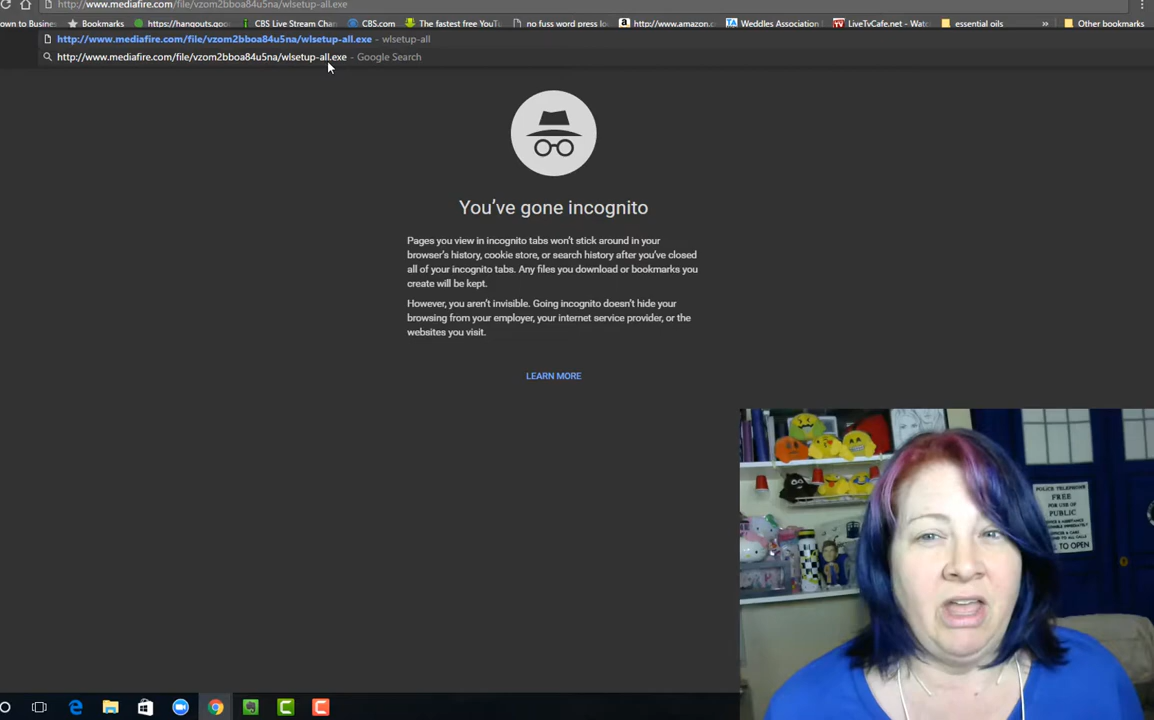 http://www.mediafire.com/file/vzom2bboa84u5na/wlsetup-all.exe
own to Business Bookmarks https://hangouts.goo CBS Live Stream Chan CBS.com The fastest free YouTu no fuss word press lo http://www.amazon.c Weddles Association LiveTvCafe.net - Watc essential oils » Other bookmarks
http://www.mediafire.com/file/vzom2bboa84u5na/wlsetup-all.exe - wlsetup-all
http://www.mediafire.com/file/vzom2bboa84u5na/wlsetup-all.exe - Google Search
You've gone incognito
Pages you view in incognito tabs won't stick around in your
browser's history, cookie store, or search history after you've closed
all of your incognito tabs. Any files you download or bookmarks you
create will be kept.
However, you aren't invisible. Going incognito doesn't hide your
browsing from your employer, your internet service provider, or the
websites you visit.
LEARN MORE
POLICE TELEPHONE
FREE
FOR USE OF
PUBLIC
TO OPEN